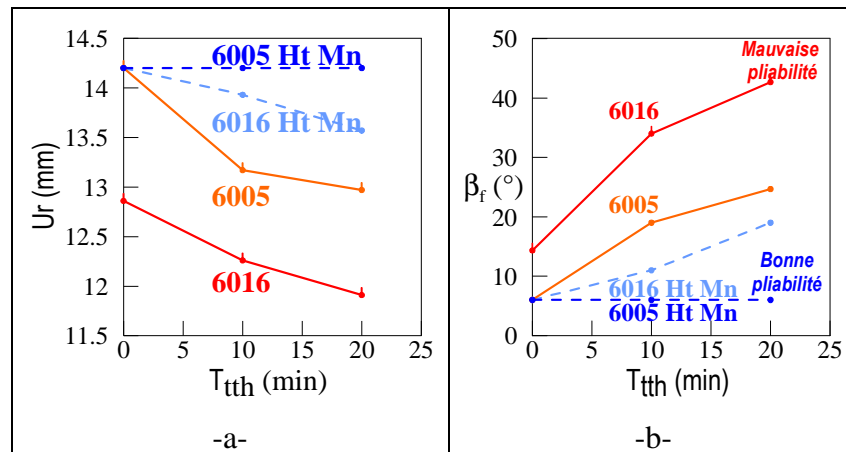 14.5
14
13.5
13
12.5
12
11.5
Ur (mm)
6005 Ht Mn
6016 Ht Mn
6005
6016
0 5 10 15 20 25
Ttth (min)
-a-
50
40
30
20
10
0
βf (°)
Mauvaise
pliabilité
6016
6005
Bonne
pliabilité
6016 Ht Mn
6005 Ht Mn
0 5 10 15 20 25
Ttth (min)
-b-